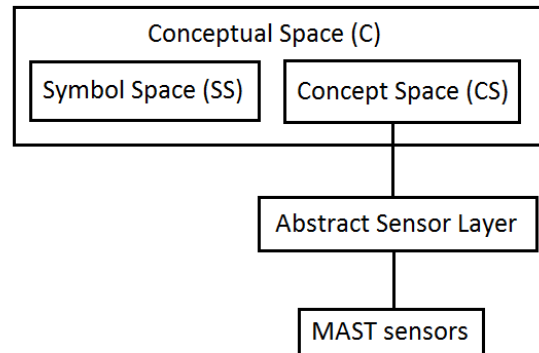 Conceptual Space (C)
Symbol Space (SS)
Concept Space (CS)
Abstract Sensor Layer
MAST sensors